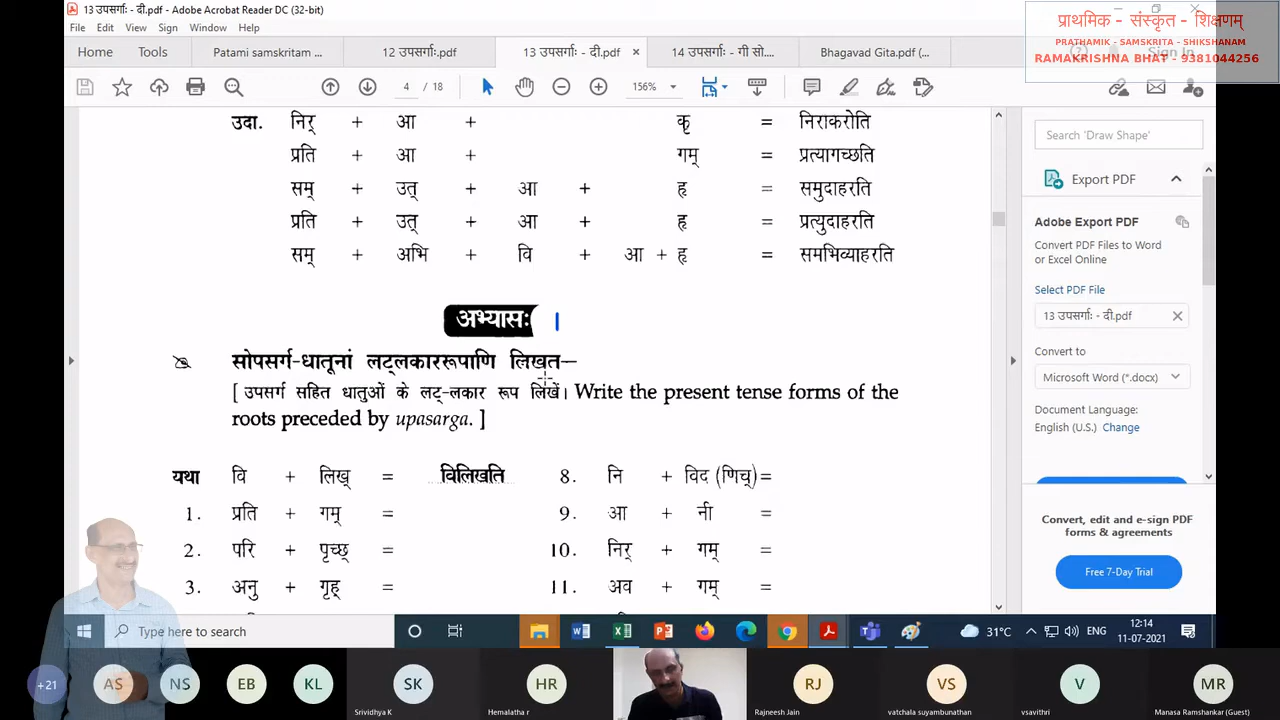 13 उपसर्गाः - दी.pdf - Adobe Acrobat Reader DC (32-bit)
File Edit View Sign Window Help
Home Tools Patami samskritam ... 12 उपसर्गाः.pdf 13 उपसर्गाः - दी.pdf × 14 उपसर्गाः - गी सो.... Bhagavad Gita.pdf (... Sign In
प्राथमिक - संस्कृत - शिक्षणम्
PRATHAMIK - SAMSKRITA - SHIKSHANAM
RAMAKRISHNA BHAT - 9381044256
4 / 18 156%
उदा. निर् + आ + कृ = निराकरोति
प्रति + आ + गम् = प्रत्यागच्छति
सम् + उत् + आ + हृ = समुदाहरति
प्रति + उत् + आ + हृ = प्रत्युदाहरति
सम् + अभि + वि + आ + हृ = समभिव्याहरति
अभ्यासः
सोपसर्ग-धातूनां लट्लकाररूपाणि लिखत—
[ उपसर्ग सहित धातुओं के लट्-लकार रूप लिखें। Write the present tense forms of the
roots preceded by upasarga. ]
यथा वि + लिख् = विलिखति 8. नि + विद (णिच्) =
1. प्रति + गम् = 9. आ + नी =
2. परि + पृच्छ् = 10. निर् + गम् =
3. अनु + गृह् = 11. अव + गम् =
Search 'Draw Shape'
Export PDF
Adobe Export PDF
Convert PDF Files to Word
or Excel Online
Select PDF File
13 उपसर्गाः - दी.pdf ×
Convert to
Microsoft Word (*.docx)
Document Language:
English (U.S.) Change
Convert, edit and e-sign PDF
forms & agreements
Free 7-Day Trial
Type here to search
31°C ENG 12:14
11-07-2021
+21 AS NS EB KL SK HR RJ VS V MR
Srividhya K Hemalatha r Rajneesh Jain vatchala suyambunathan vsavithri Manasa Ramshankar (Guest)